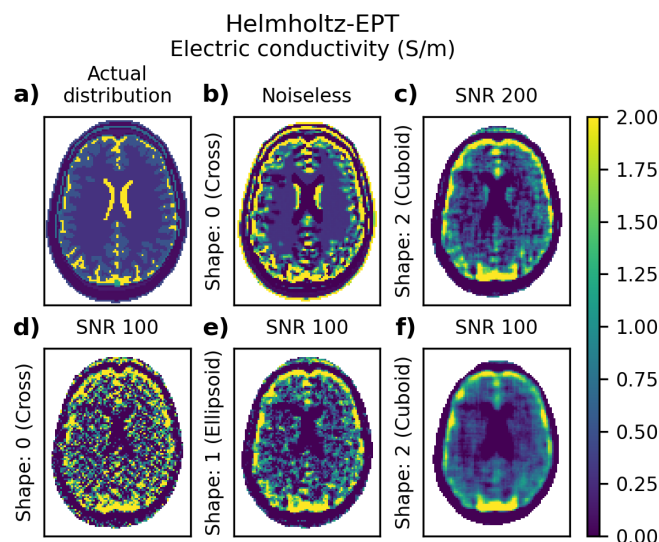 Helmholtz-EPT
Electric conductivity (S/m)
a) Actual distribution
b) Noiseless
c) SNR 200
Shape: 0 (Cross)
Shape: 2 (Cuboid)
d) SNR 100
e) SNR 100
f) SNR 100
Shape: 0 (Cross)
Shape: 1 (Ellipsoid)
Shape: 2 (Cuboid)
2.00
1.75
1.50
1.25
1.00
0.75
0.50
0.25
0.00